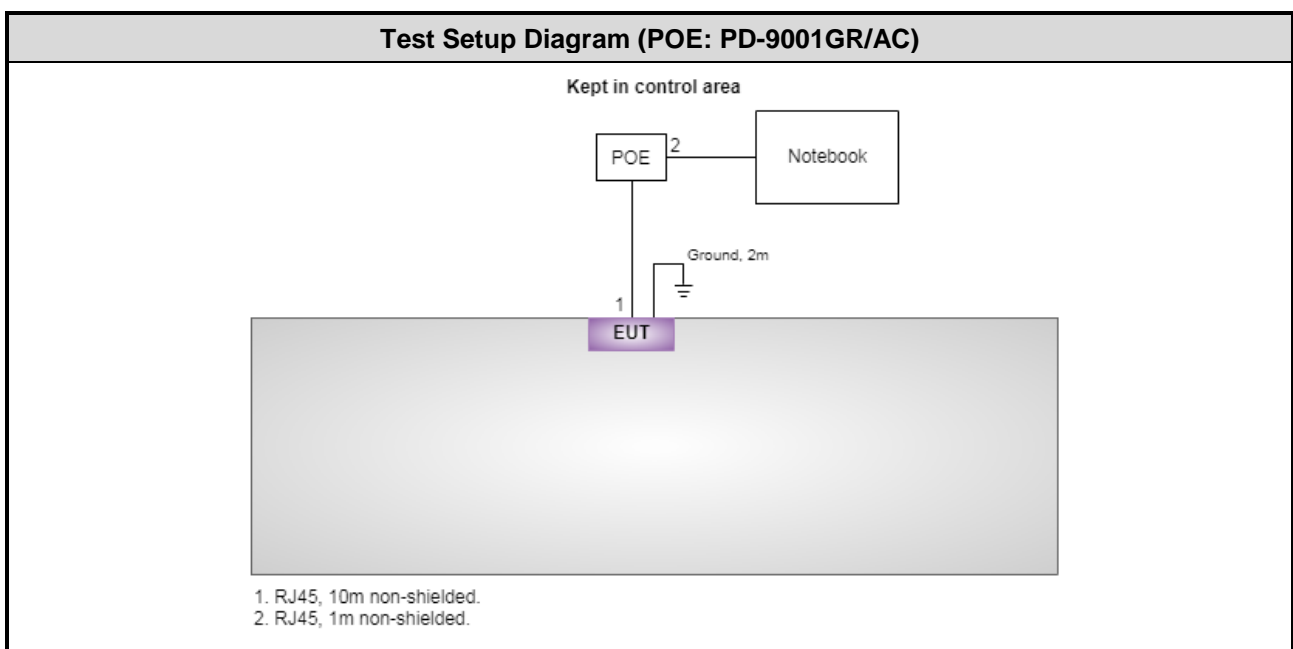 Test Setup Diagram (POE: PD-9001GR/AC)
Kept in control area
POE
2
Notebook
Ground, 2m
1
EUT
1. RJ45, 10m non-shielded.
2. RJ45, 1m non-shielded.